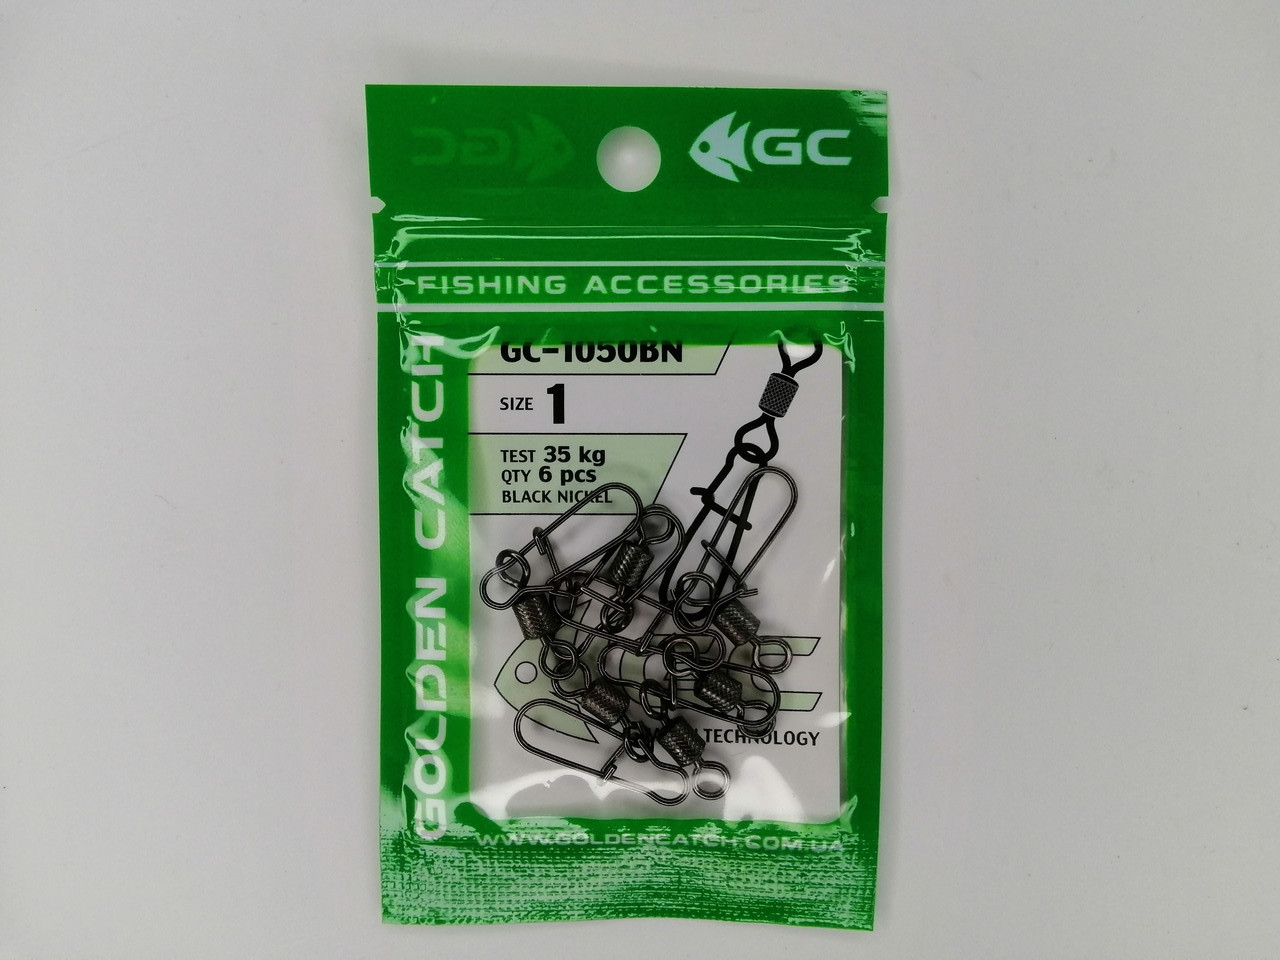 GC
FISHING ACCESSORIES
GOLDEN CATCH
GC-1050BN
SIZE 1
TEST 35 kg
QTY 6 pcs
BLACK NICKEL
TECHNOLOGY
WWW.GOLDENCATCH.COM.UA